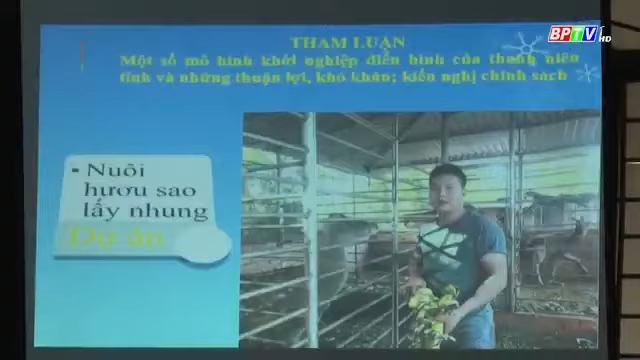 BPTV HD
THAM LUẬN
Một số mô hình khởi nghiệp điển hình của thanh niên
tỉnh và những thuận lợi, khó khăn; kiến nghị chính sách
▪ Nuôi
hươu sao
lấy nhung
Dự án